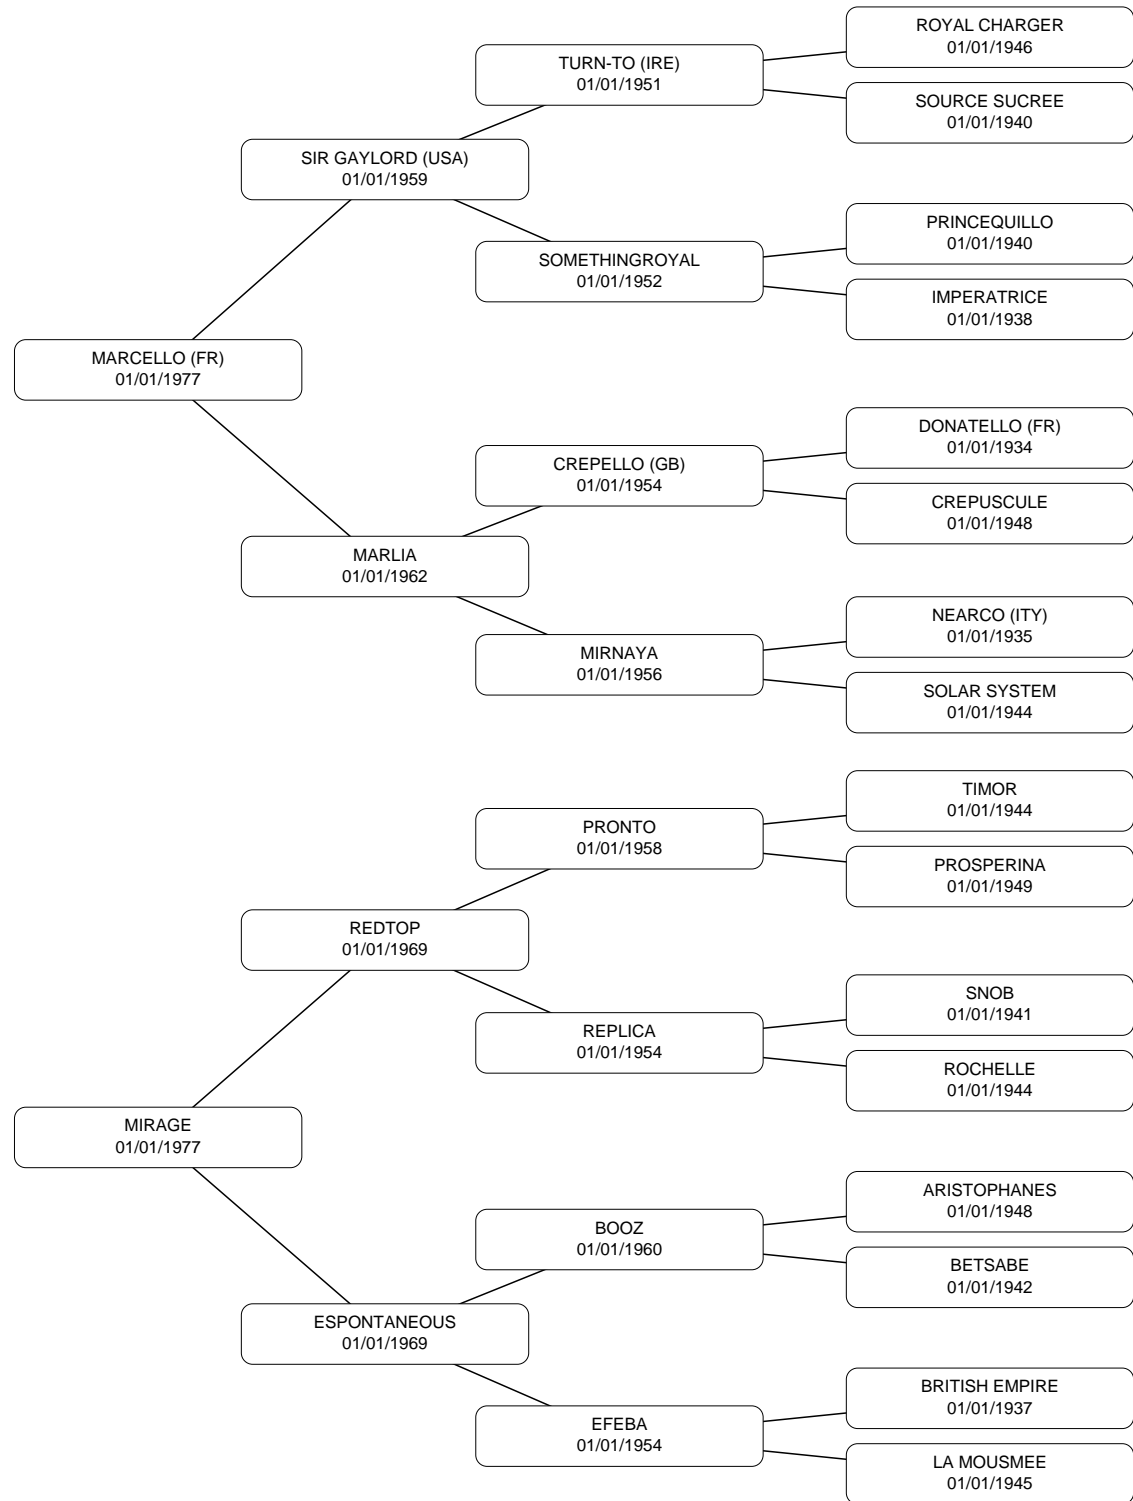 ROYAL CHARGER
01/01/1946
TURN-TO (IRE)
01/01/1951
SOURCE SUCREE
01/01/1940
SIR GAYLORD (USA)
01/01/1959
PRINCEQUILLO
01/01/1940
SOMETHINGROYAL
01/01/1952
IMPERATRICE
01/01/1938
MARCELLO (FR)
01/01/1977
DONATELLO (FR)
01/01/1934
CREPELLO (GB)
01/01/1954
CREPUSCULE
01/01/1948
MARLIA
01/01/1962
NEARCO (ITY)
01/01/1935
MIRNAYA
01/01/1956
SOLAR SYSTEM
01/01/1944
TIMOR
01/01/1944
PRONTO
01/01/1958
PROSPERINA
01/01/1949
REDTOP
01/01/1969
SNOB
01/01/1941
REPLICA
01/01/1954
ROCHELLE
01/01/1944
MIRAGE
01/01/1977
ARISTOPHANES
01/01/1948
BOOZ
01/01/1960
BETSABE
01/01/1942
ESPONTANEOUS
01/01/1969
BRITISH EMPIRE
01/01/1937
EFEBA
01/01/1954
LA MOUSMEE
01/01/1945